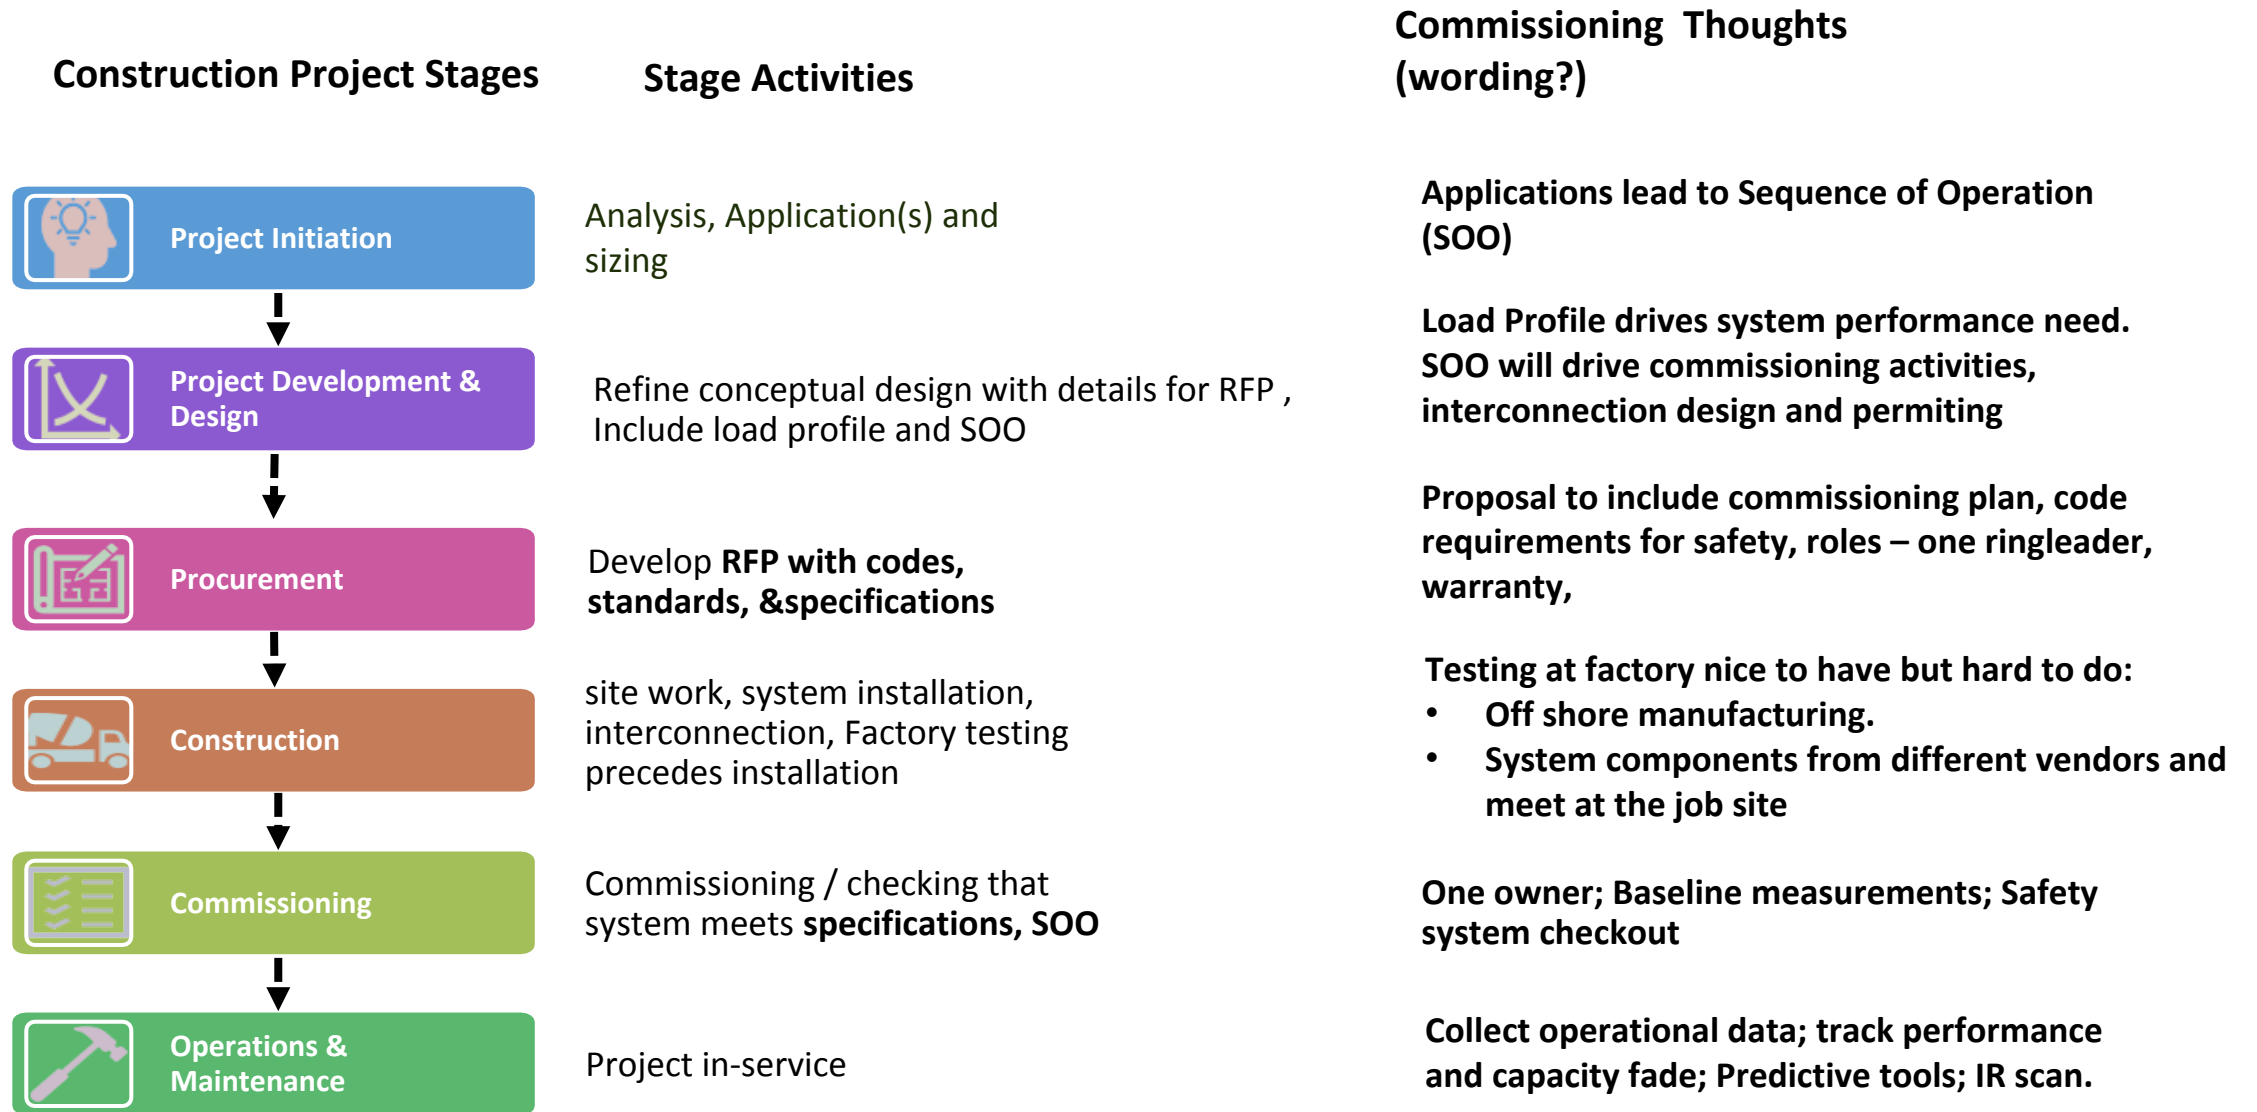 Construction Project Stages
Stage Activities
Commissioning  Thoughts
(wording?)
Project Initiation
Analysis, Application(s) and
sizing
Applications lead to Sequence of Operation
(SOO)
Project Development &
Design
Refine conceptual design with details for RFP ,
Include load profile and SOO
Load Profile drives system performance need.
SOO will drive commissioning activities,
interconnection design and permiting
Procurement
Develop RFP with codes,
standards, &specifications
Proposal to include commissioning plan, code
requirements for safety, roles – one ringleader,
warranty,
Construction
site work, system installation,
interconnection, Factory testing
precedes installation
Testing at factory nice to have but hard to do:
• Off shore manufacturing.
• System components from different vendors and
meet at the job site
Commissioning
Commissioning / checking that
system meets specifications, SOO
One owner; Baseline measurements; Safety
system checkout
Operations &
Maintenance
Project in-service
Collect operational data; track performance
and capacity fade; Predictive tools; IR scan.